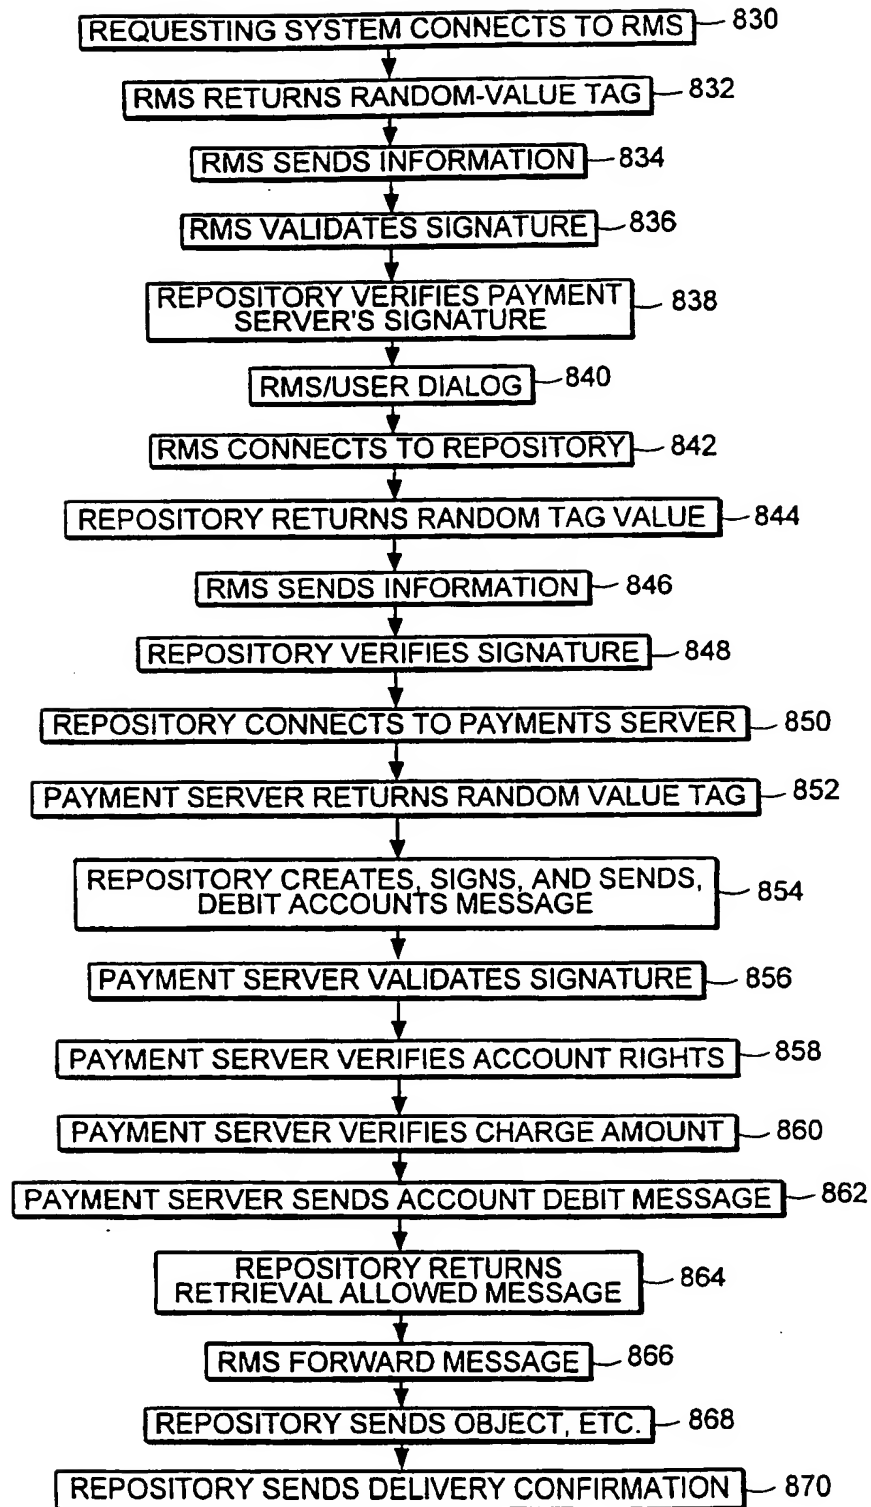 REQUESTING SYSTEM CONNECTS TO RMS 830
RMS RETURNS RANDOM-VALUE TAG 832
RMS SENDS INFORMATION 834
RMS VALIDATES SIGNATURE 836
REPOSITORY VERIFIES PAYMENT
SERVER'S SIGNATURE 838
RMS/USER DIALOG 840
RMS CONNECTS TO REPOSITORY 842
REPOSITORY RETURNS RANDOM TAG VALUE 844
RMS SENDS INFORMATION 846
REPOSITORY VERIFIES SIGNATURE 848
REPOSITORY CONNECTS TO PAYMENTS SERVER 850
PAYMENT SERVER RETURNS RANDOM VALUE TAG 852
REPOSITORY CREATES, SIGNS, AND SENDS,
DEBIT ACCOUNTS MESSAGE 854
PAYMENT SERVER VALIDATES SIGNATURE 856
PAYMENT SERVER VERIFIES ACCOUNT RIGHTS 858
PAYMENT SERVER VERIFIES CHARGE AMOUNT 860
PAYMENT SERVER SENDS ACCOUNT DEBIT MESSAGE 862
REPOSITORY RETURNS
RETRIEVAL ALLOWED MESSAGE 864
RMS FORWARD MESSAGE 866
REPOSITORY SENDS OBJECT, ETC. 868
REPOSITORY SENDS DELIVERY CONFIRMATION 870